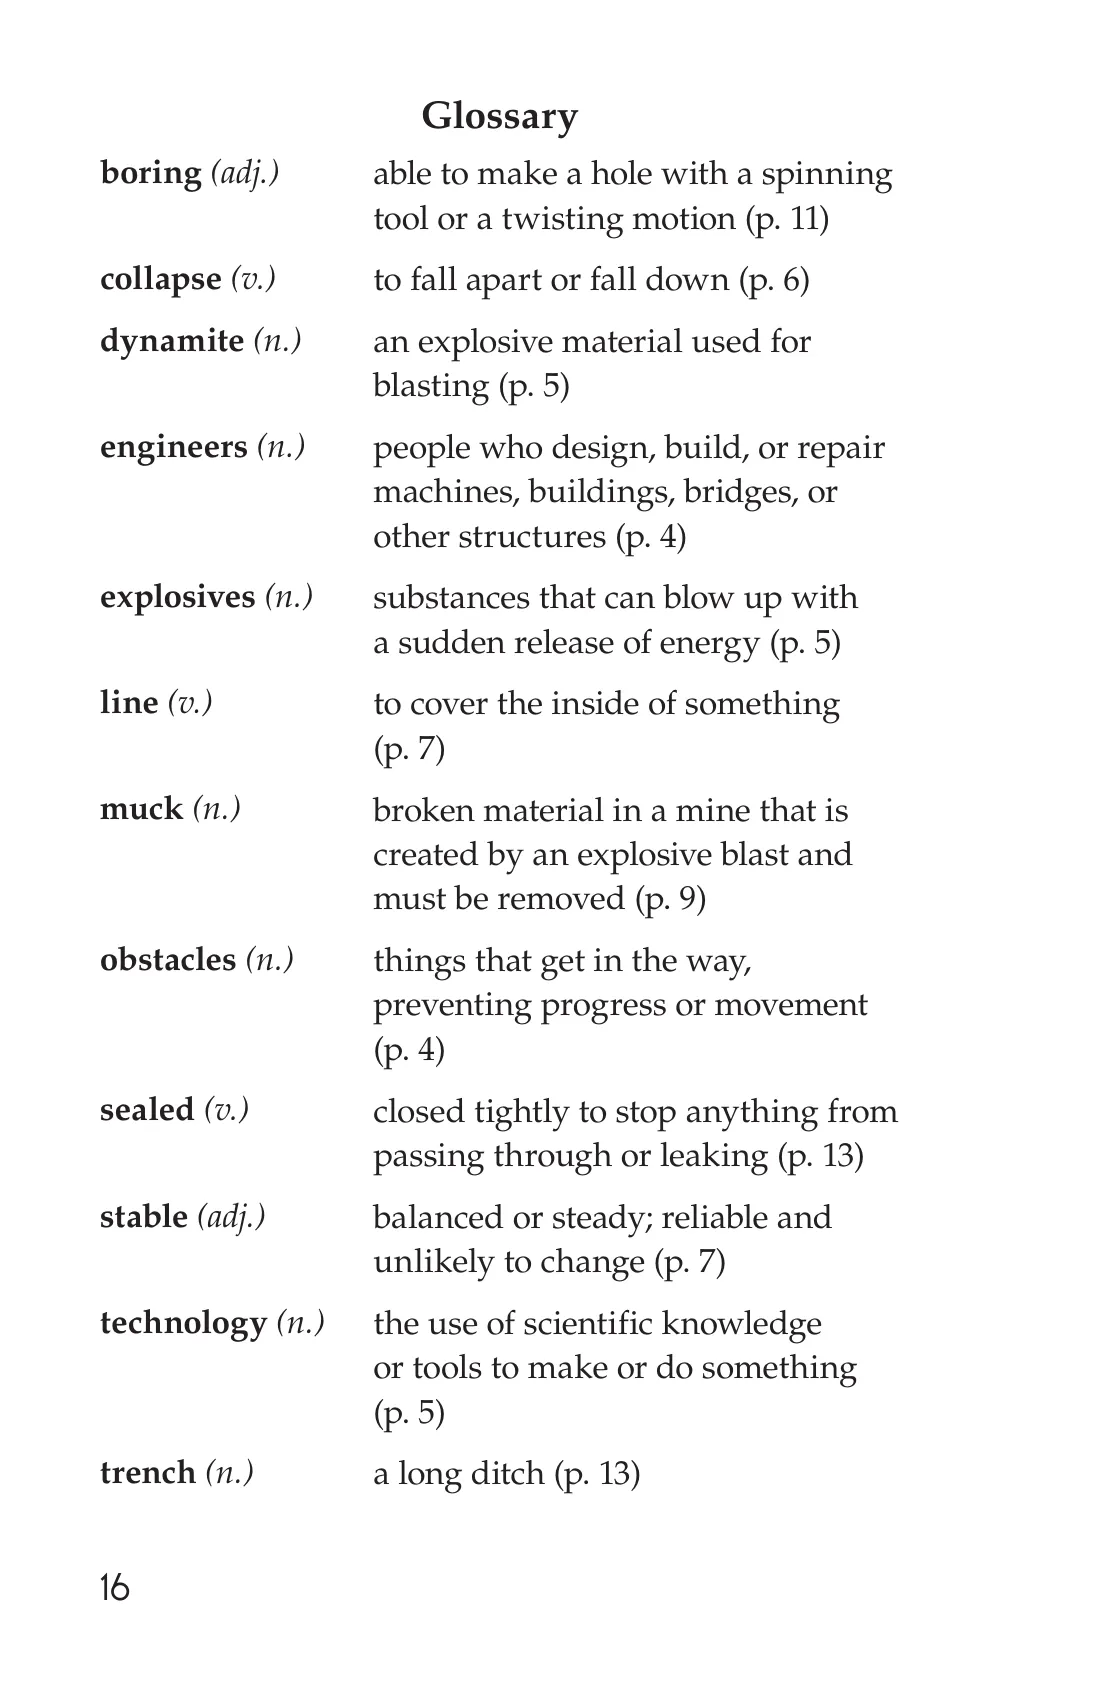 Glossary
boring (adj.) able to make a hole with a spinning
tool or a twisting motion (p. 11)
collapse (v.) to fall apart or fall down (p. 6)
dynamite (n.) an explosive material used for
blasting (p. 5)
engineers (n.) people who design, build, or repair
machines, buildings, bridges, or
other structures (p. 4)
explosives (n.) substances that can blow up with
a sudden release of energy (p. 5)
line (v.) to cover the inside of something
(p. 7)
muck (n.) broken material in a mine that is
created by an explosive blast and
must be removed (p. 9)
obstacles (n.) things that get in the way,
preventing progress or movement
(p. 4)
sealed (v.) closed tightly to stop anything from
passing through or leaking (p. 13)
stable (adj.) balanced or steady; reliable and
unlikely to change (p. 7)
technology (n.) the use of scientific knowledge
or tools to make or do something
(p. 5)
trench (n.) a long ditch (p. 13)
16